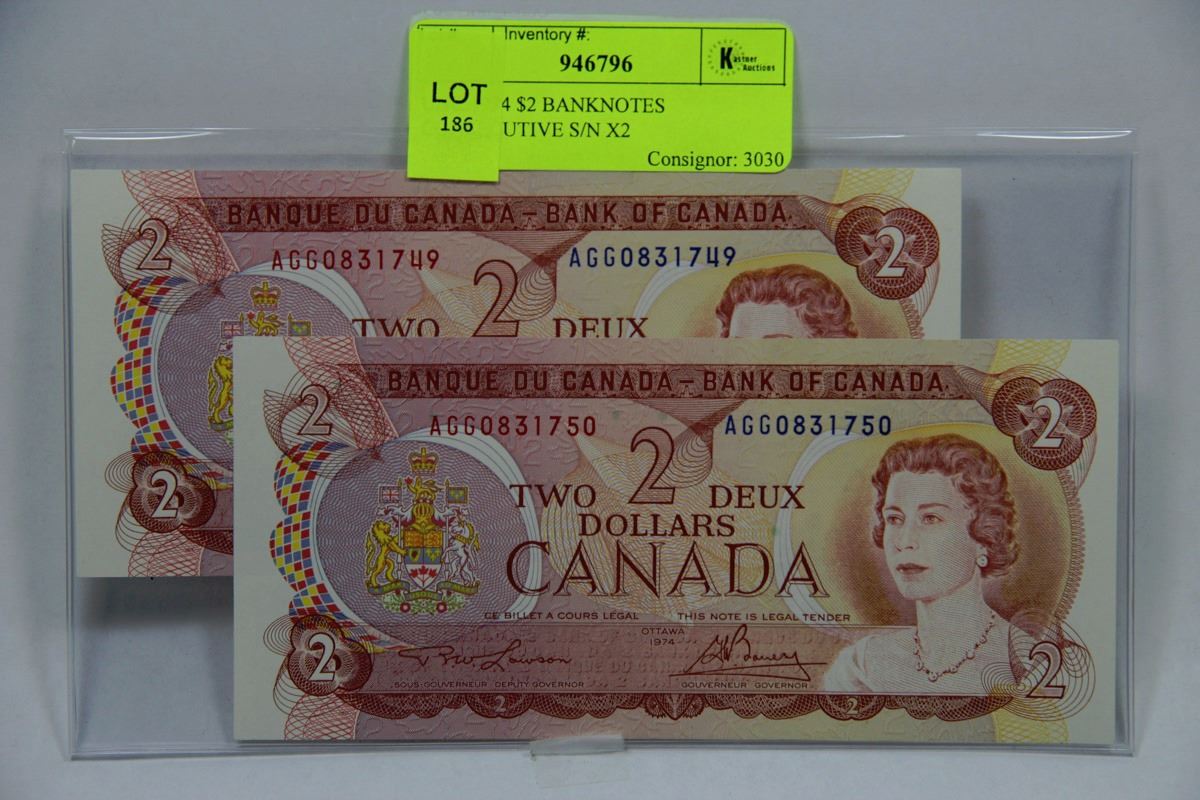 Inventory #:
946796
Kastner Auctions
LOT
186
4 $2 BANKNOTES
UTIVE S/N X2
Consignor: 3030
BANQUE DU CANADA – BANK OF CANADA
2 2
AGG0831749 AGG0831749
TWO 2 DEUX
2
BANQUE DU CANADA – BANK OF CANADA
2 2
AGG0831750 AGG0831750
TWO 2 DEUX
DOLLARS
CANADA
CE BILLET A COURS LÉGAL THIS NOTE IS LEGAL TENDER
OTTAWA
1974
2 2
SOUS-GOUVERNEUR - DEPUTY GOVERNOR GOUVERNEUR GOVERNOR
2 2